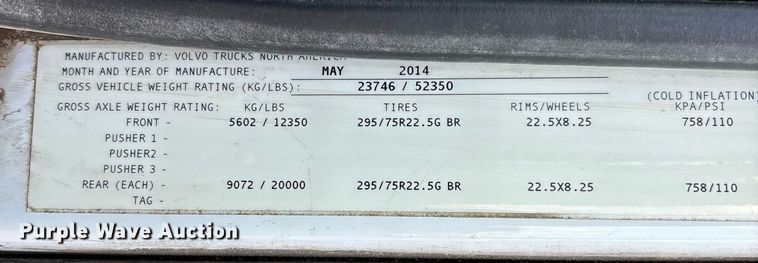 MANUFACTURED BY: VOLVO TRUCKS NORTH AMERICA
MONTH AND YEAR OF MANUFACTURE: MAY 2014
GROSS VEHICLE WEIGHT RATING (KG/LBS): 23746 / 52350
(COLD INFLATION)
GROSS AXLE WEIGHT RATING: KG/LBS TIRES RIMS/WHEELS KPA/PSI
FRONT - 5602 / 12350 295/75R22.5G BR 22.5X8.25 758/110
PUSHER 1 -
PUSHER2 -
PUSHER 3 -
REAR (EACH) - 9072 / 20000 295/75R22.5G BR 22.5X8.25 758/110
TAG -
Purple Wave Auction